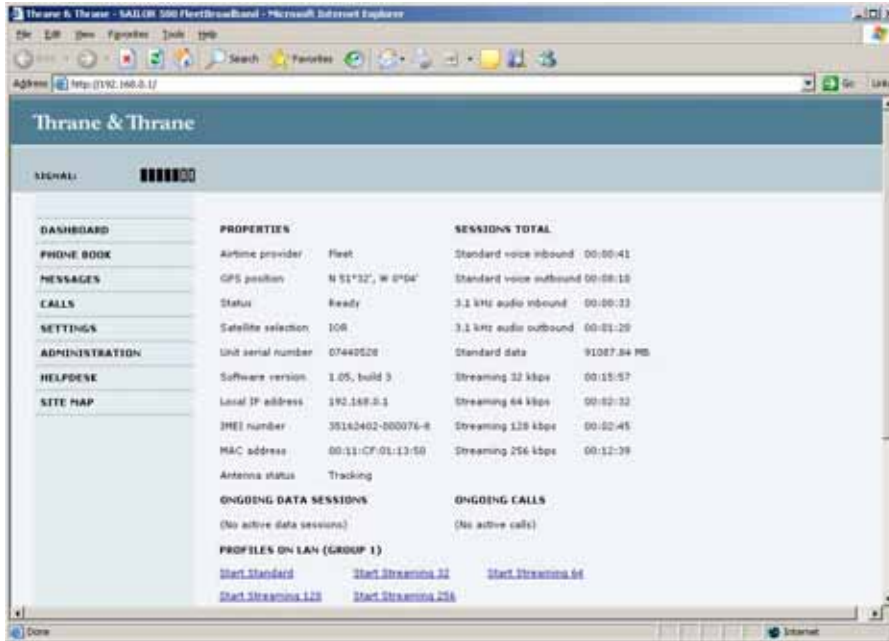 Thrane & Thrane - SAILOR 500 FleetBroadband - Microsoft Internet Explorer
File Edit View Favorites Tools Help
Search Favorites
Address http://192.168.0.1/ Go Links
Thrane & Thrane
SIGNAL:
DASHBOARD
PHONE BOOK
MESSAGES
CALLS
SETTINGS
ADMINISTRATION
HELPDESK
SITE MAP
PROPERTIES
Airtime provider Fleet
GPS position N 51°32', W 0°04'
Status Ready
Satellite selection IOR
Unit serial number 07440528
Software version 1.05, build 3
Local IP address 192.168.0.1
IMEI number
MAC address 00:11:CF:01:13:50
Antenna status Tracking
SESSIONS TOTAL
Standard voice inbound 00:00:41
Standard voice outbound 00:08:18
3.1 kHz audio inbound 00:00:33
3.1 kHz audio outbound 00:01:29
Standard data 91087.84 MB
Streaming 32 kbps 00:15:57
Streaming 64 kbps 00:02:32
Streaming 128 kbps 00:02:45
Streaming 256 kbps 00:12:39
ONGOING DATA SESSIONS
(No active data sessions)
ONGOING CALLS
(No active calls)
PROFILES ON LAN (GROUP 1)
Start Standard Start Streaming 32 Start Streaming 64
Start Streaming 128 Start Streaming 256
Done Internet